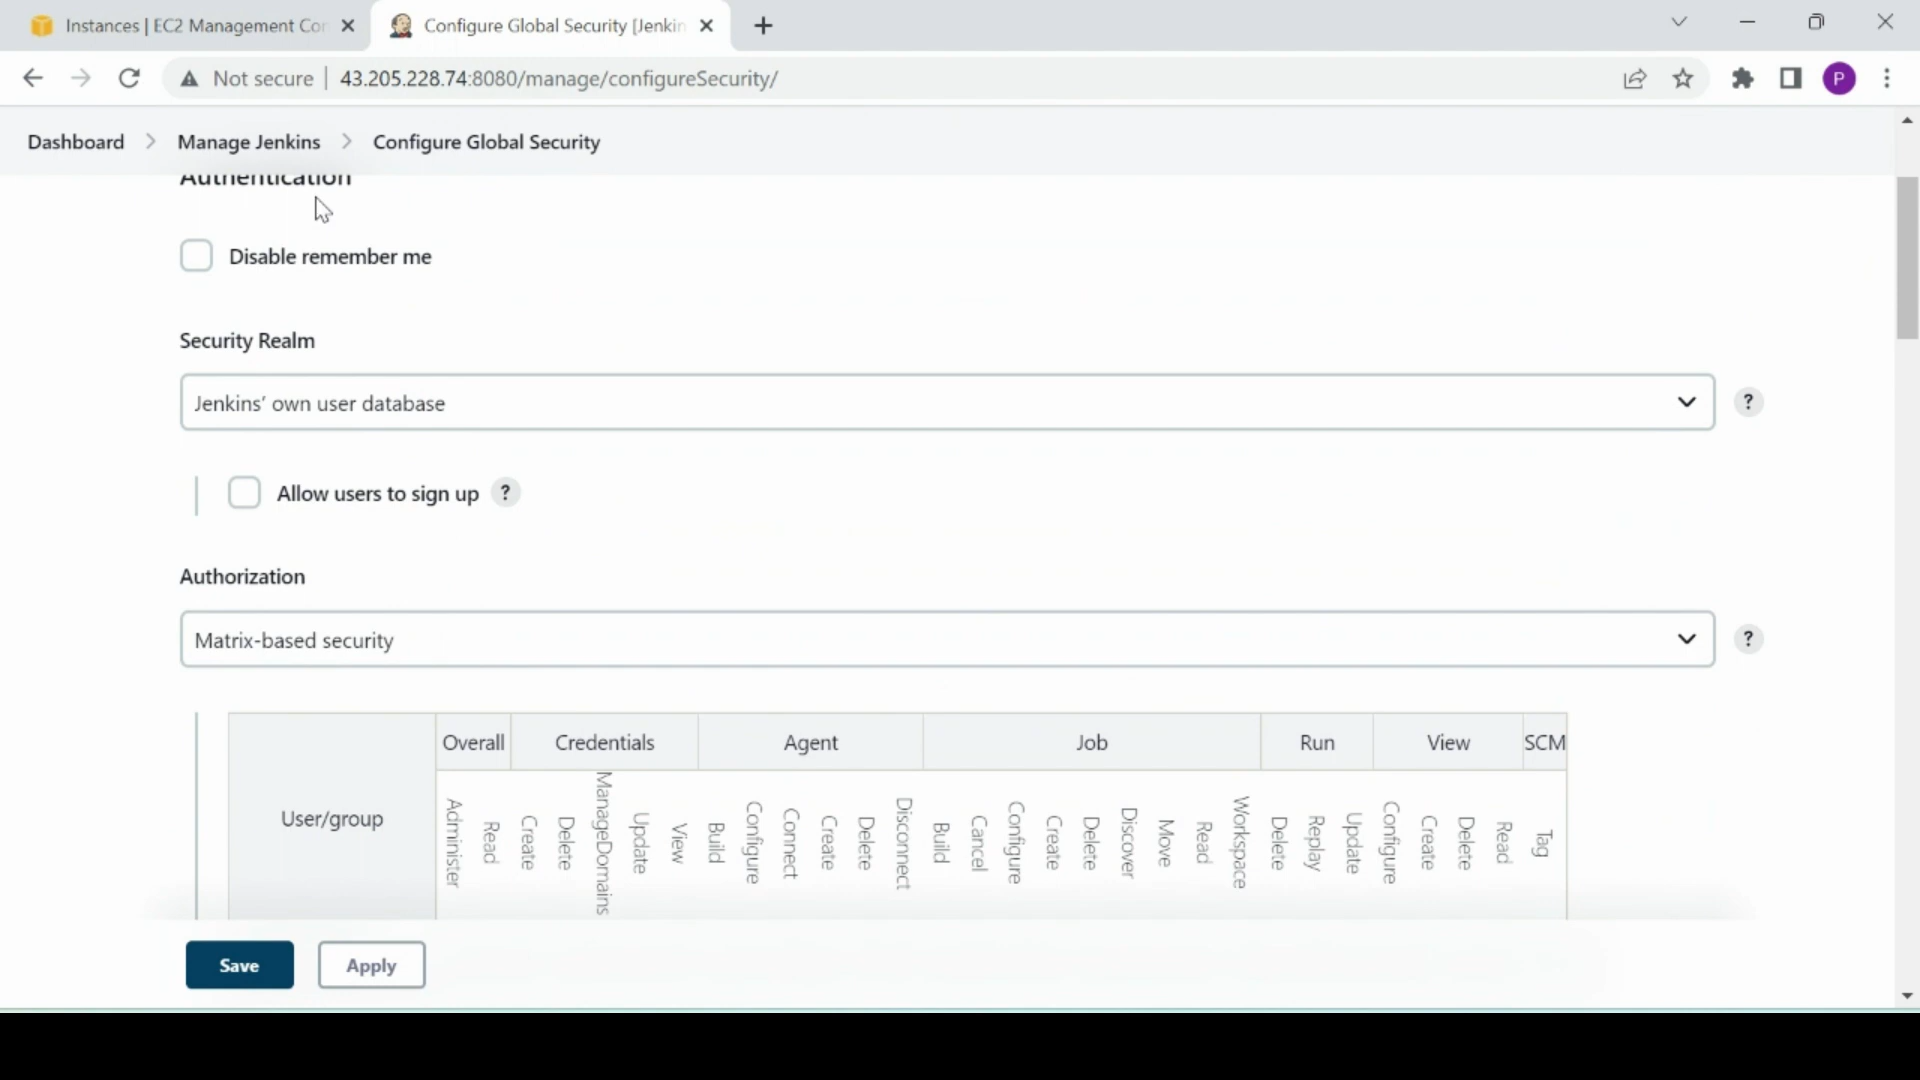 Instances | EC2 Management Con
Configure Global Security [Jenkin
Not secure
43.205.228.74:8080/manage/configureSecurity/
P
Dashboard
Manage Jenkins
Configure Global Security
Authentication
Disable remember me
Security Realm
Jenkins' own user database
?
Allow users to sign up
?
Authorization
Matrix-based security
?
User/group
Overall
Credentials
Agent
Job
Run
View
SCM
Administer
Read
Create
Delete
ManageDomains
Update
View
Build
Configure
Connect
Create
Delete
Disconnect
Build
Cancel
Configure
Create
Delete
Discover
Move
Read
Workspace
Delete
Replay
Update
Configure
Create
Delete
Read
Tag
Save
Apply